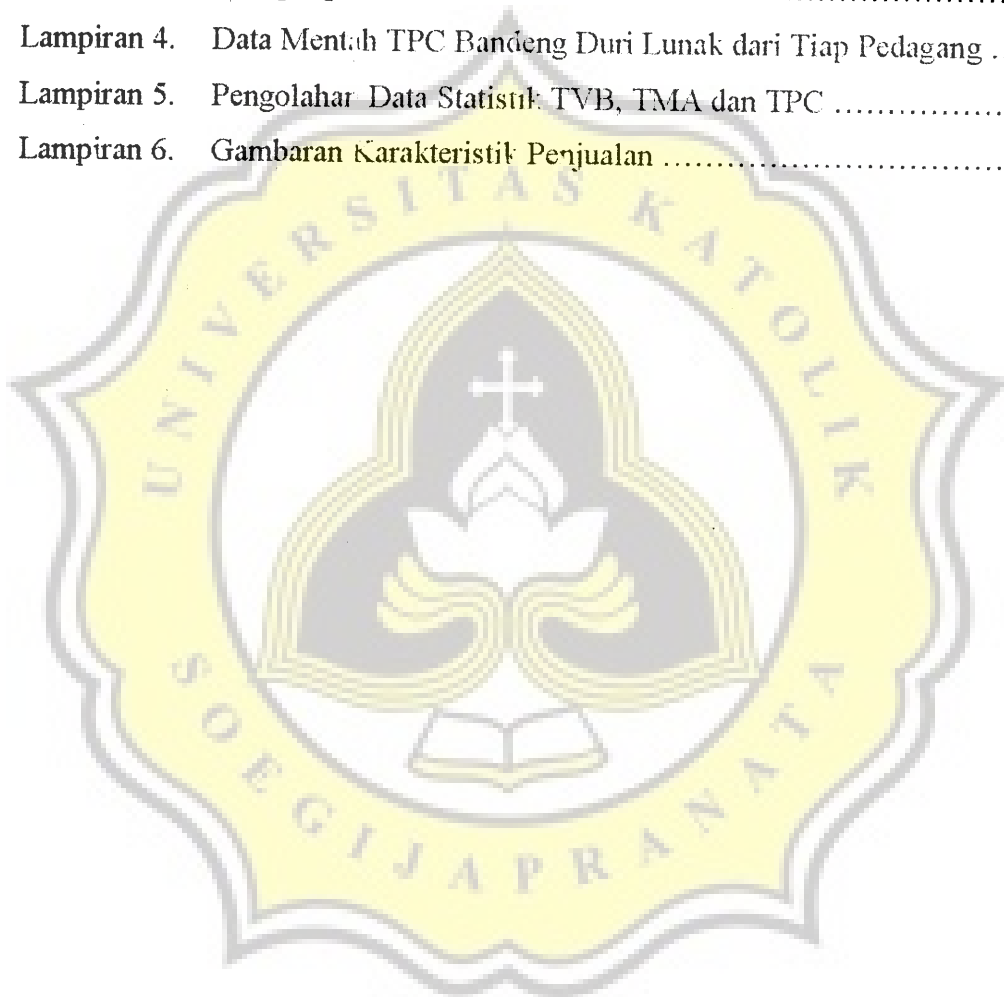 Lampiran 4. Data Mentah TPC Bandeng Duri Lunak dari Tiap Pedagang .
Lampiran 5. Pengolahan Data Statistik TVB, TMA dan TPC ................
Lampiran 6. Gambaran Karakteristik Penjualan ................................
UNIVERSITAS KATOLIK
SOEGIJAPRANATA